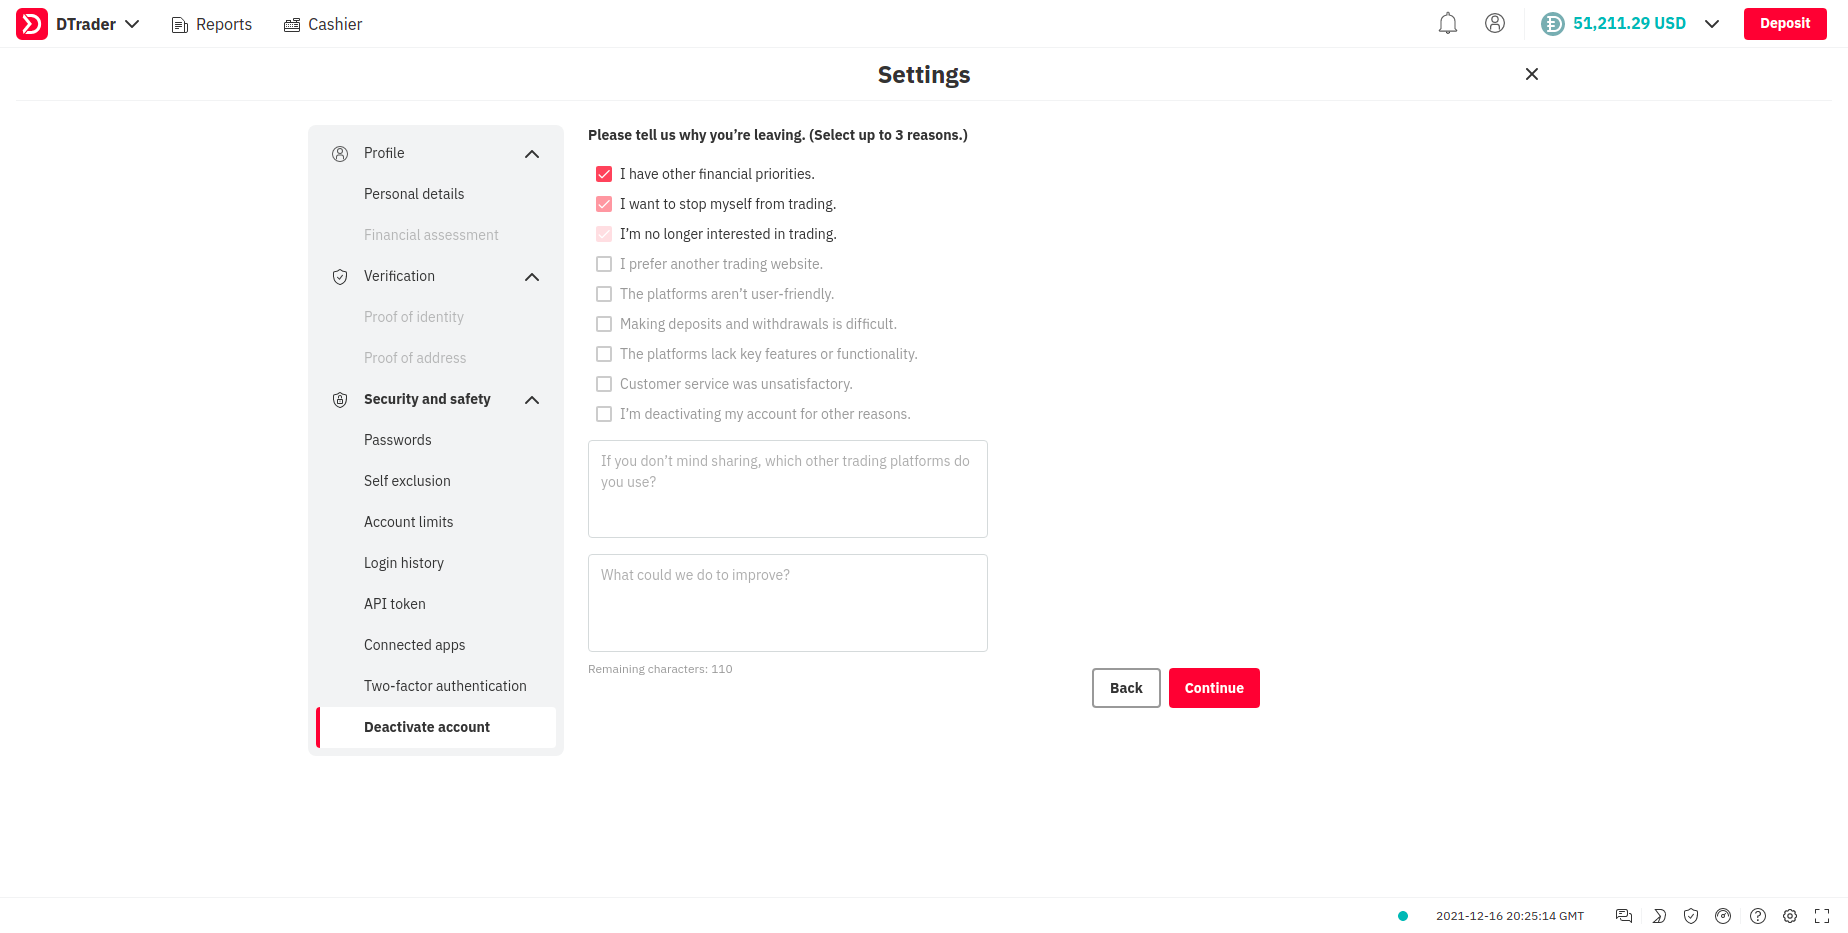 DTrader
Reports
Cashier
51,211.29 USD
Deposit
Settings
Profile
Personal details
Financial assessment
Verification
Proof of identity
Proof of address
Security and safety
Passwords
Self exclusion
Account limits
Login history
API token
Connected apps
Two-factor authentication
Deactivate account
Please tell us why you’re leaving. (Select up to 3 reasons.)
I have other financial priorities.
I want to stop myself from trading.
I’m no longer interested in trading.
I prefer another trading website.
The platforms aren’t user-friendly.
Making deposits and withdrawals is difficult.
The platforms lack key features or functionality.
Customer service was unsatisfactory.
I’m deactivating my account for other reasons.
If you don’t mind sharing, which other trading platforms do
you use?
What could we do to improve?
Remaining characters: 110
Back
Continue
2021-12-16 20:25:14 GMT